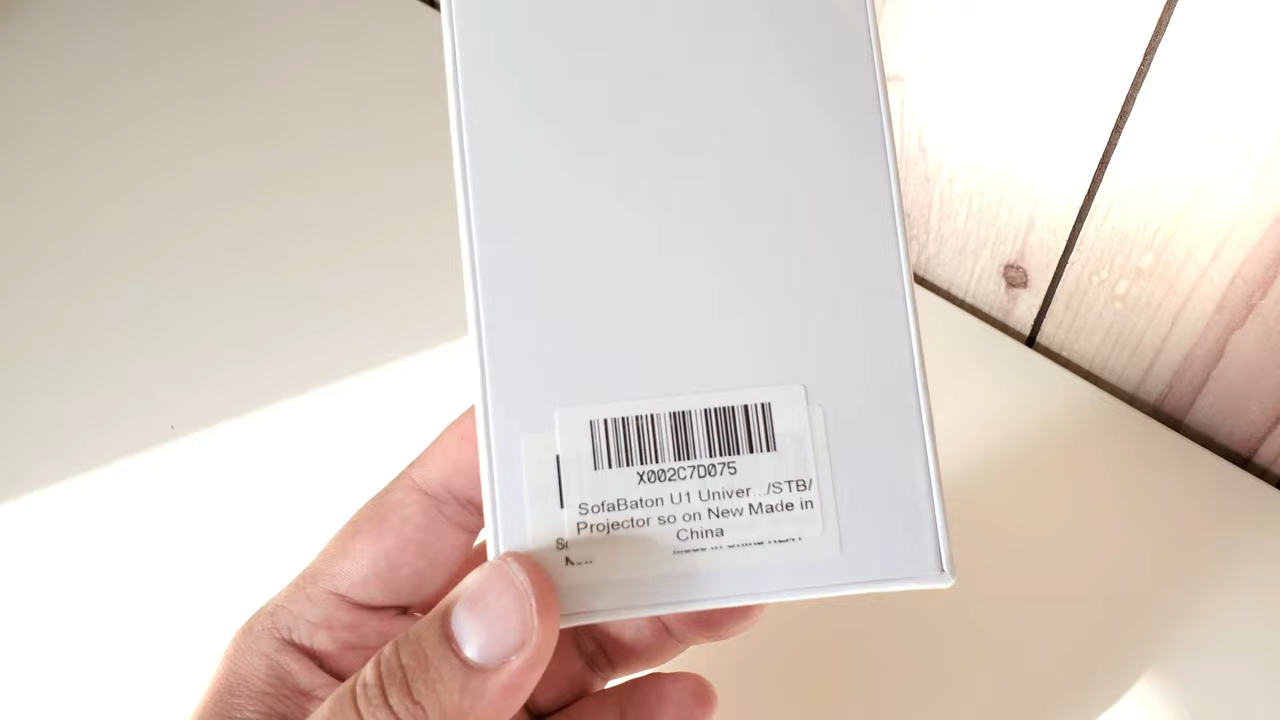 X002C7D075
SofaBaton U1 Univer.../STB/
Projector so on New Made in
China